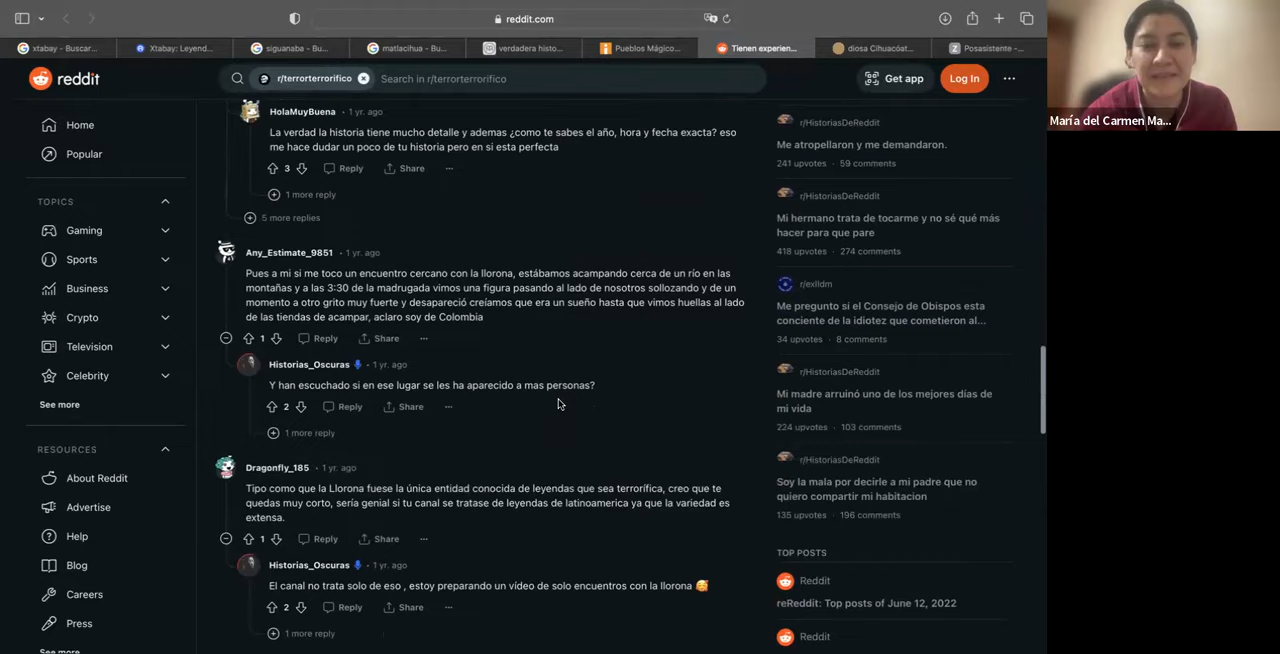 reddit.com
xtabay - Buscar...
Xtabay: Leyend...
siguanaba - Bu...
matlacihua - Bu...
verdadera histo...
Pueblos Mágico...
Tienen experien...
diosa Cihuacóat...
Posasistente -...
reddit
r/terrorterrorifico
Search in r/terrorterrorifico
Get app
Log In
Home
Popular
TOPICS
Gaming
Sports
Business
Crypto
Television
Celebrity
See more
RESOURCES
About Reddit
Advertise
Help
Blog
Careers
Press
See more
HolaMuyBuena • 1 yr. ago
La verdad la historia tiene mucho detalle y ademas ¿como te sabes el año, hora y fecha exacta? eso
me hace dudar un poco de tu historia pero en si esta perfecta
3 Reply Share ...
1 more reply
5 more replies
Any_Estimate_9851 • 1 yr. ago
Pues a mi si me toco un encuentro cercano con la llorona, estábamos acampando cerca de un río en las
montañas y a las 3:30 de la madrugada vimos una figura pasando al lado de nosotros sollozando y de un
momento a otro grito muy fuerte y desapareció creíamos que era un sueño hasta que vimos huellas al lado
de las tiendas de acampar, aclaro soy de Colombia
1 Reply Share ...
Historias_Oscuras • 1 yr. ago
Y han escuchado si en ese lugar se les ha aparecido a mas personas?
2 Reply Share ...
1 more reply
Dragonfly_185 • 1 yr. ago
Tipo como que la Llorona fuese la única entidad conocida de leyendas que sea terrorífica, creo que te
quedas muy corto, sería genial si tu canal se tratase de leyendas de latinoamerica ya que la variedad es
extensa.
1 Reply Share ...
Historias_Oscuras • 1 yr. ago
El canal no trata solo de eso , estoy preparando un vídeo de solo encuentros con la llorona 🥰
2 Reply Share ...
1 more reply
r/HistoriasDeReddit
Me atropellaron y me demandaron.
241 upvotes · 59 comments
r/HistoriasDeReddit
Mi hermano trata de tocarme y no sé qué más
hacer para que pare
418 upvotes · 274 comments
r/exlldm
Me pregunto si el Consejo de Obispos esta
conciente de la idiotez que cometieron al...
34 upvotes · 8 comments
r/HistoriasDeReddit
Mi madre arruinó uno de los mejores días de
mi vida
224 upvotes · 103 comments
r/HistoriasDeReddit
Soy la mala por decirle a mi padre que no
quiero compartir mi habitacion
135 upvotes · 196 comments
TOP POSTS
Reddit
reReddit: Top posts of June 12, 2022
Reddit
María del Carmen Ma...